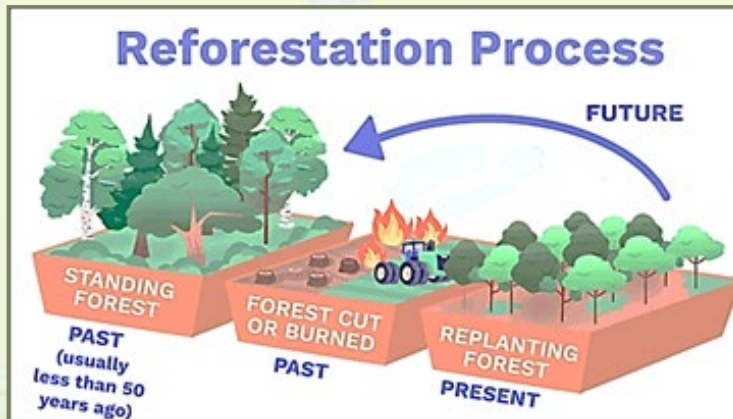 Reforestation Process
FUTURE
STANDING
FOREST
PAST
(usually
less than 50
years ago)
FOREST CUT
OR BURNED
PAST
REPLANTING
FOREST
PRESENT